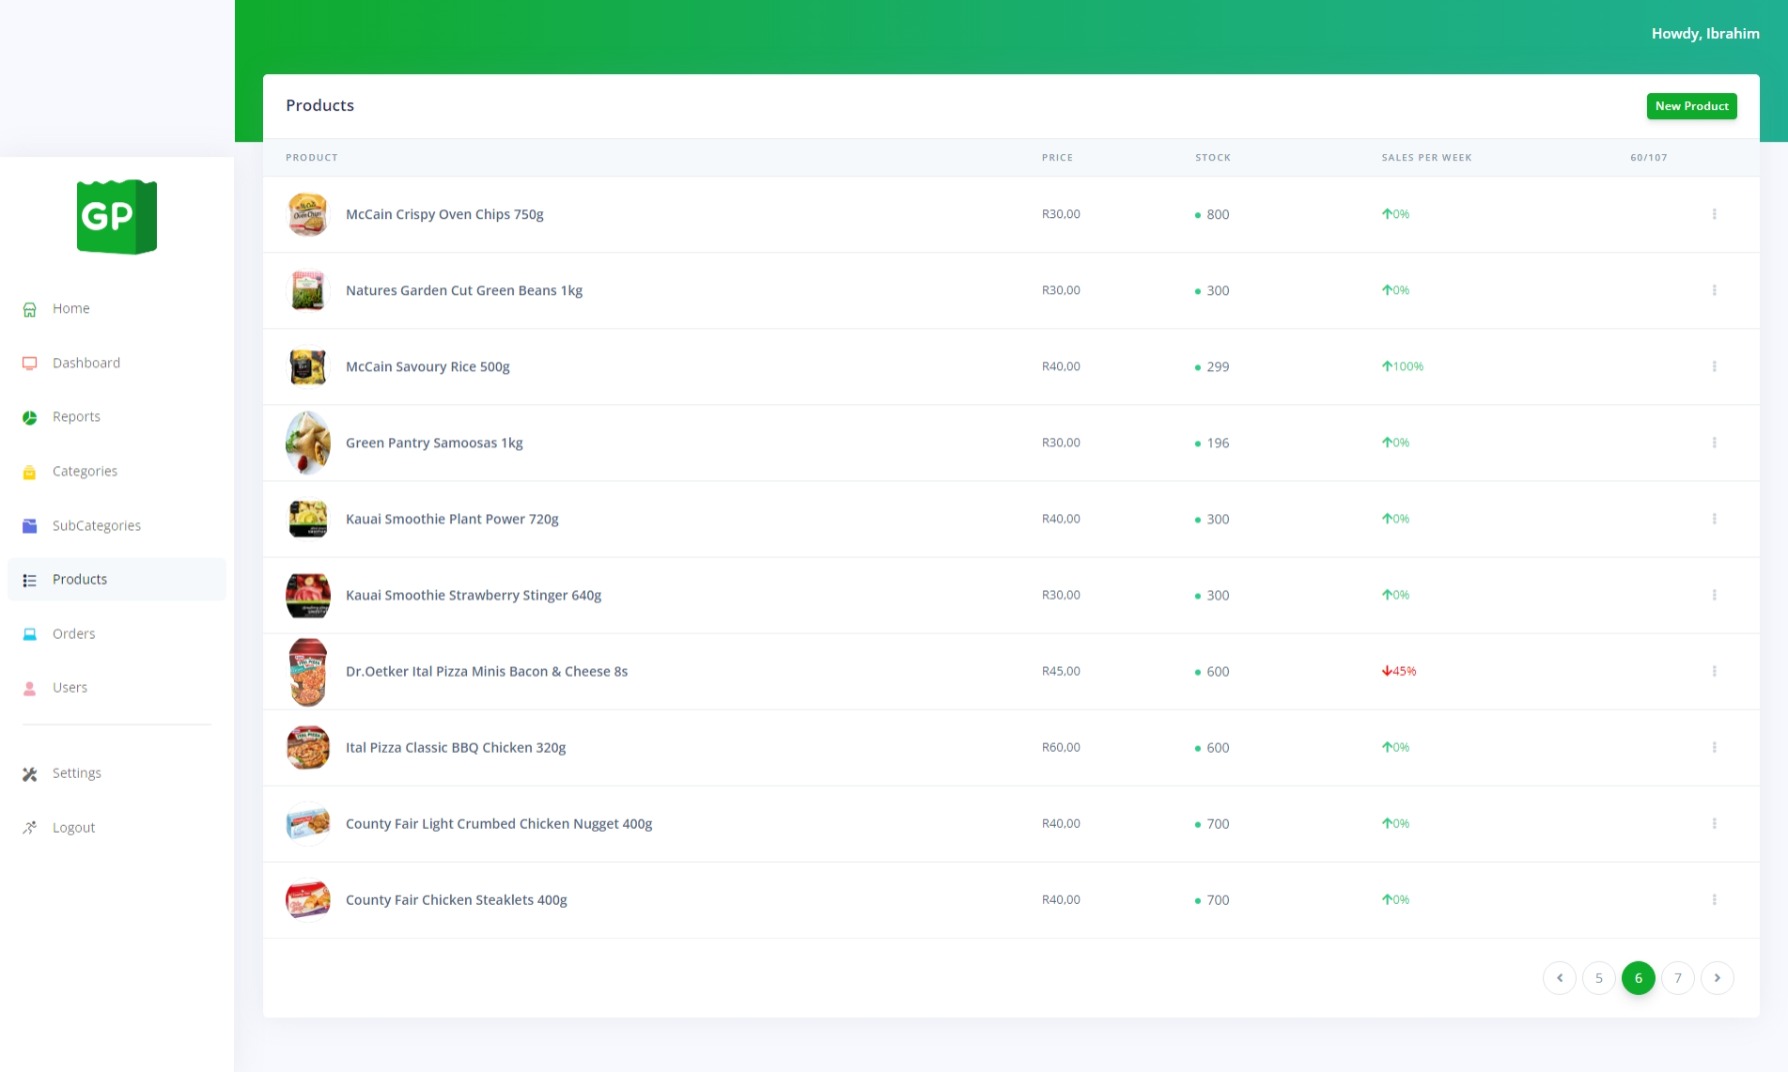 Howdy, Ibrahim
Products
New Product
PRODUCT PRICE STOCK SALES PER WEEK 60/107
GP
Home
Dashboard
Reports
Categories
SubCategories
Products
Orders
Users
Settings
Logout
McCain Crispy Oven Chips 750g R30,00 800 0%
Natures Garden Cut Green Beans 1kg R30,00 300 0%
McCain Savoury Rice 500g R40,00 299 100%
Green Pantry Samoosas 1kg R30,00 196 0%
Kauai Smoothie Plant Power 720g R40,00 300 0%
Kauai Smoothie Strawberry Stinger 640g R30,00 300 0%
Dr.Oetker Ital Pizza Minis Bacon & Cheese 8s R45,00 600 45%
Ital Pizza Classic BBQ Chicken 320g R60,00 600 0%
County Fair Light Crumbed Chicken Nugget 400g R40,00 700 0%
County Fair Chicken Steaklets 400g R40,00 700 0%
5 6 7